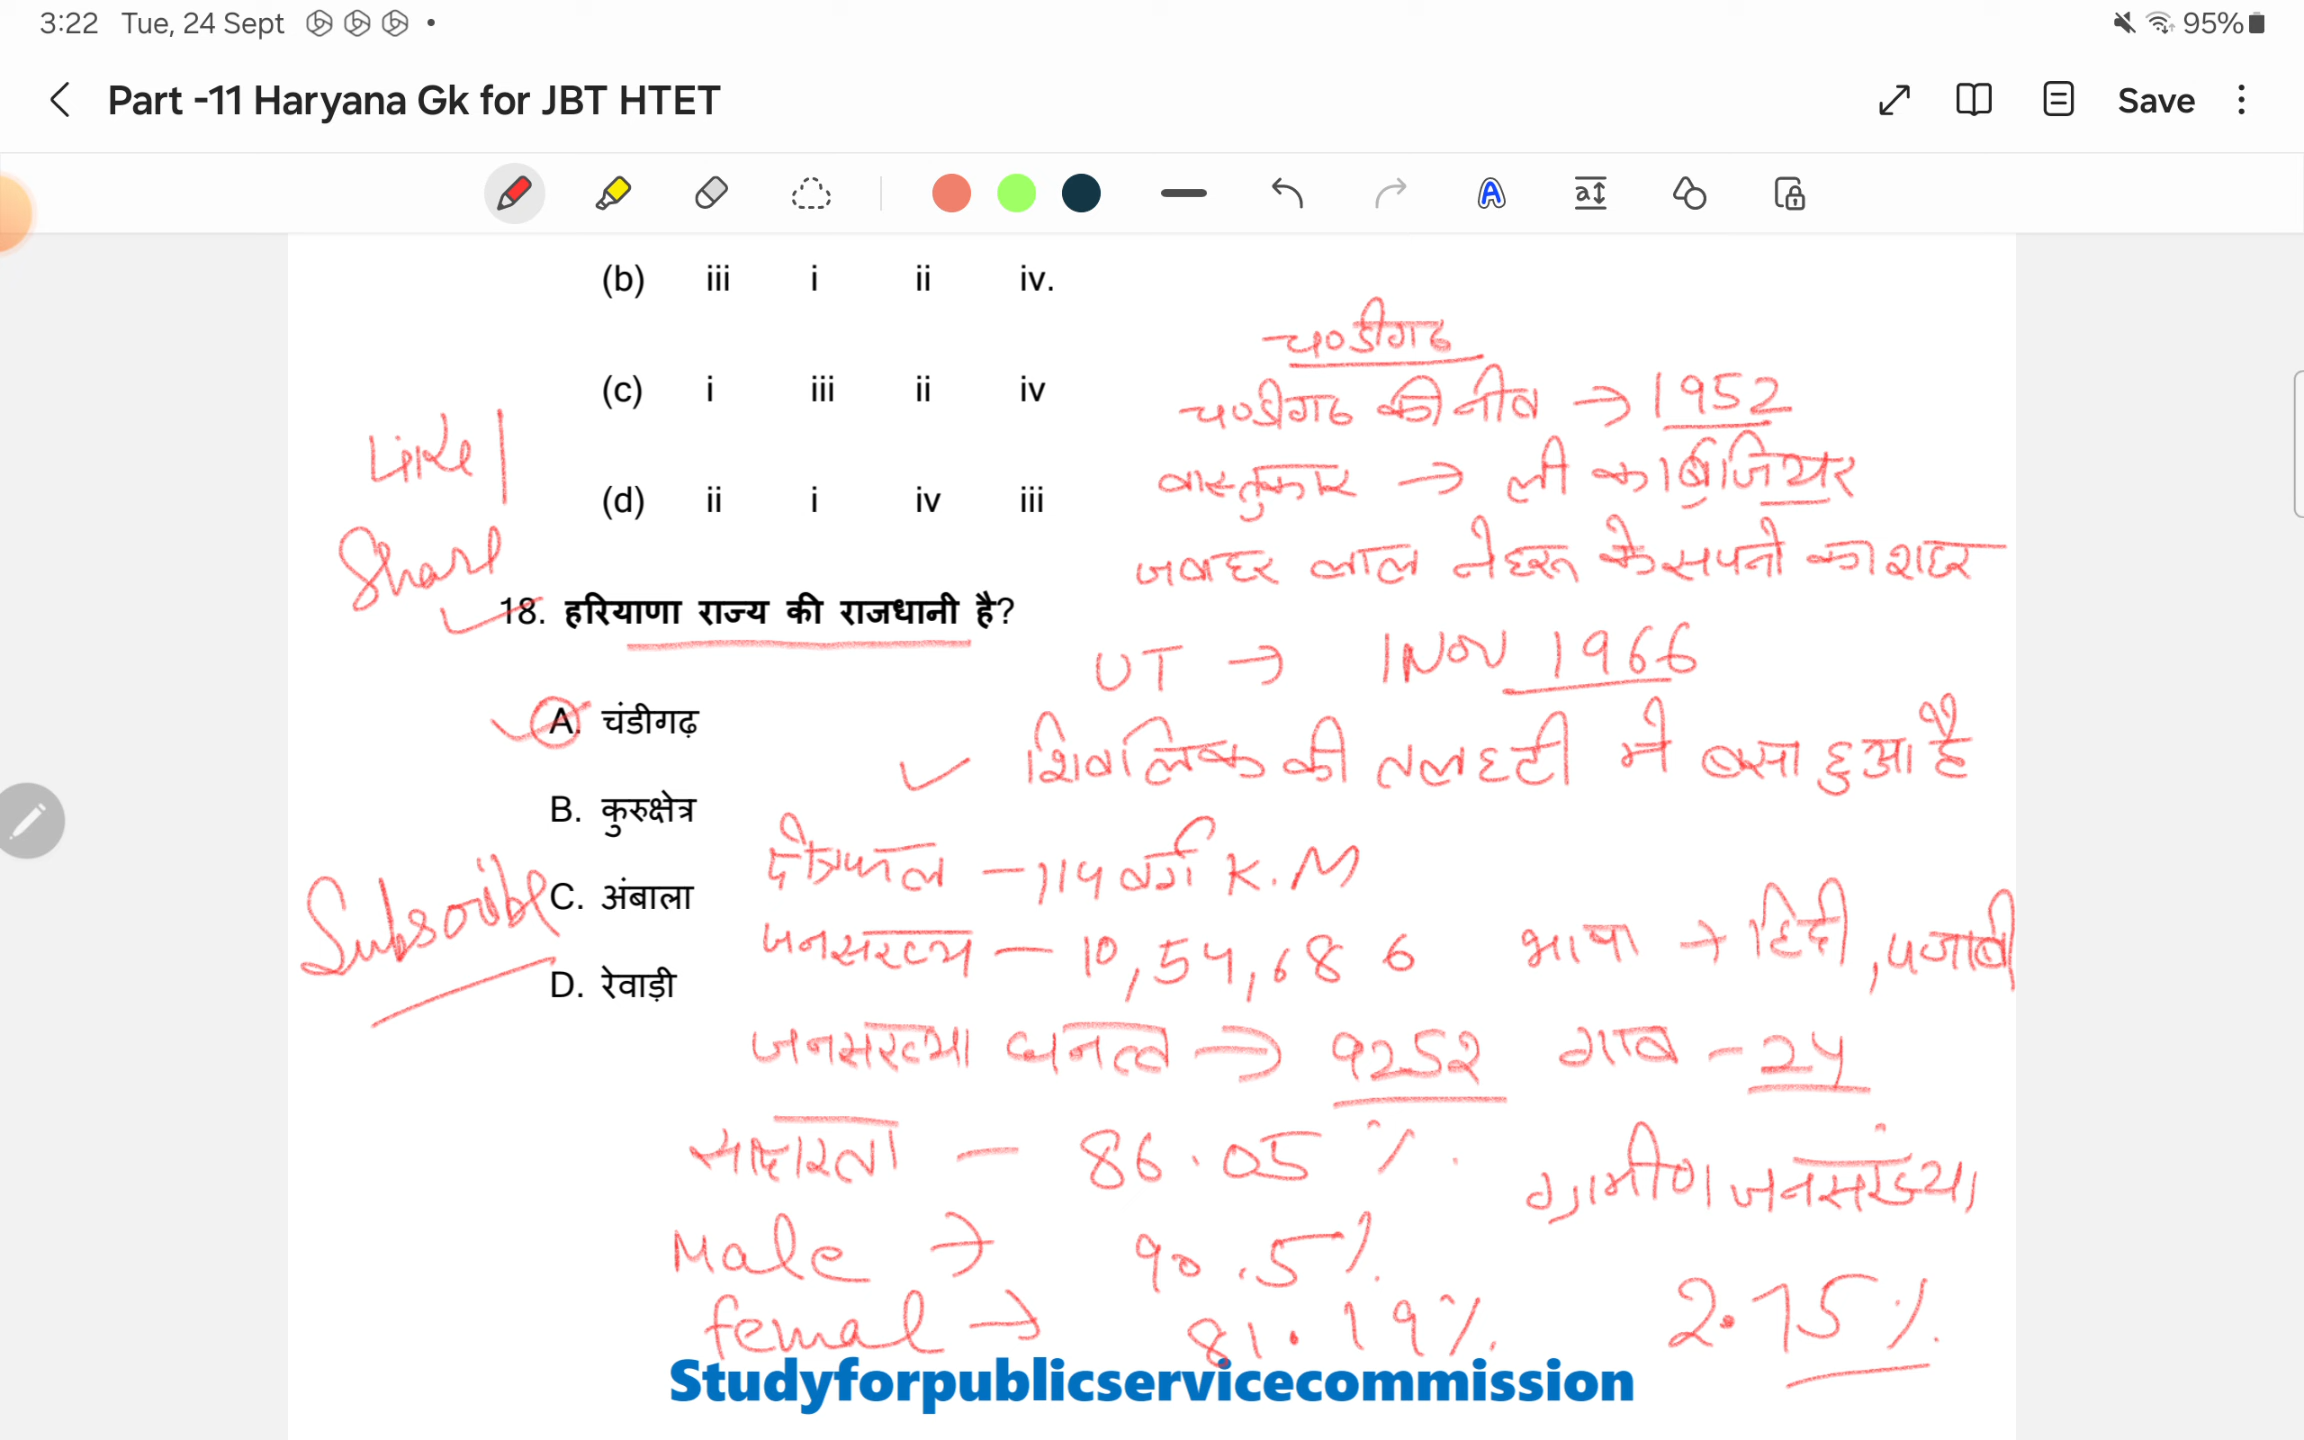 3:22 Tue, 24 Sept 95%
Part -11 Haryana Gk for JBT HTET
Save
(b) iii i ii iv.
(c) i iii ii iv
(d) ii i iv iii
Like
Share
18. हरियाणा राज्य की राजधानी है?
A. चंडीगढ़
B. कुरुक्षेत्र
C. अंबाला
D. रेवाड़ी
Subscribe
चण्डीगढ
चण्डीगढ की नीव → 1952
वास्तुकार → ली कार्बुजियर
जवाहर लाल नेहरू के सपनो का शहर
UT → 1 Nov 1966
शिवालिक की तलहटी मे बसा हुआ है
क्षेत्रफल - 114 वर्ग K.M
जनसंख्या - 10,54,686 भाषा → हिंदी, पंजाबी
जनसंख्या घनत्व → 9252 गाव - 24
साक्षरता - 86.05 %
ग्रामीण जनसंख्या
Male → 90.5%
femal → 81.19%
2.75 %
Studyforpublicservicecommission